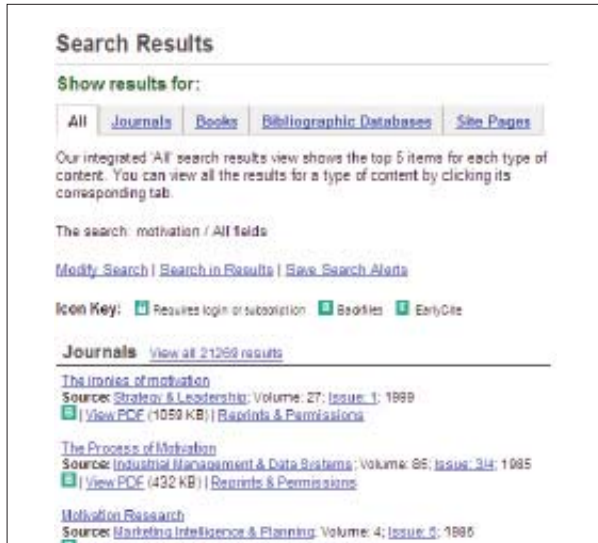 Search Results
Show results for:
All Journals Books Bibliographic Databases Site Pages
Our integrated 'All' search results view shows the top 5 items for each type of
content. You can view all the results for a type of content by clicking its
corresponding tab.
The search: motivation / All fields
Modify Search | Search in Results | Save Search Alerts
Icon Key: Requires login or subscription Backfiles EarlyCite
Journals View all 21269 results
The ironies of motivation
Source: Strategy & Leadership; Volume: 27; Issue: 1; 1999
| View PDF (1059 KB) | Reprints & Permissions
The Process of Motivation
Source: Industrial Management & Data Systems; Volume: 85; Issue: 3/4; 1985
| View PDF (432 KB) | Reprints & Permissions
Motivation Research
Source: Marketing Intelligence & Planning; Volume: 4; Issue: 5; 1986